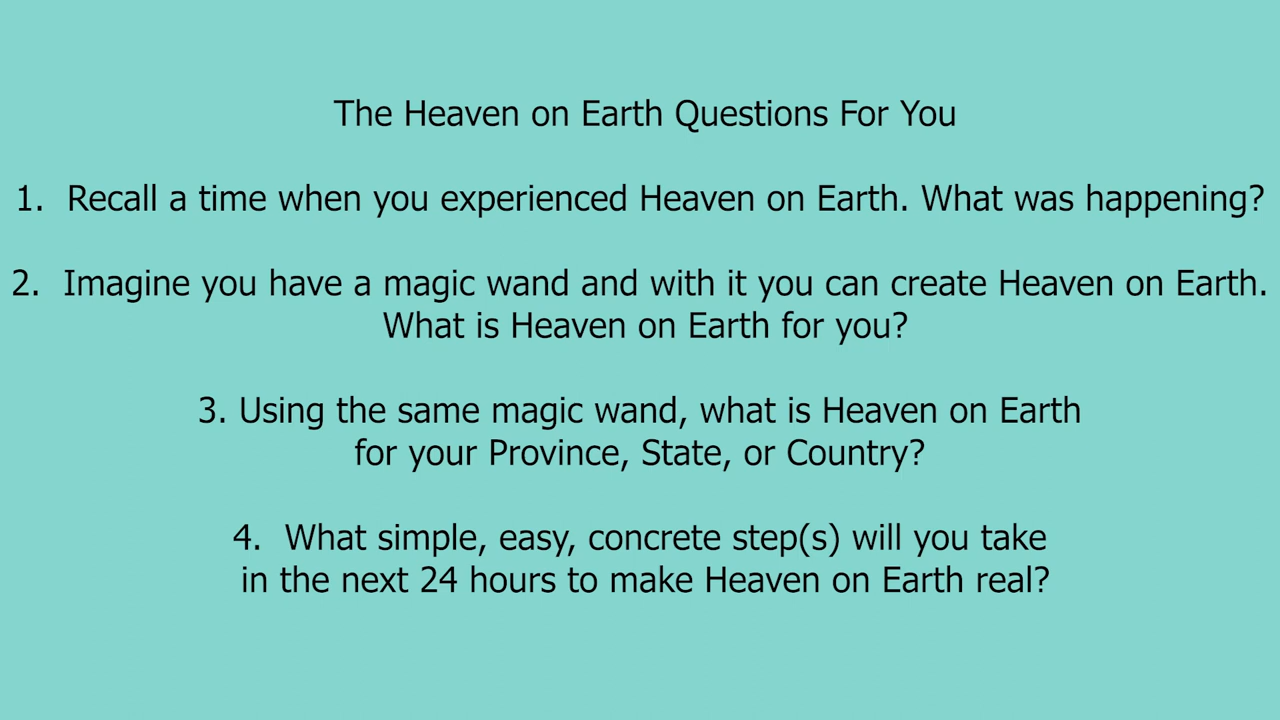 The Heaven on Earth Questions For You
1. Recall a time when you experienced Heaven on Earth. What was happening?
2. Imagine you have a magic wand and with it you can create Heaven on Earth.
What is Heaven on Earth for you?
3. Using the same magic wand, what is Heaven on Earth
for your Province, State, or Country?
4. What simple, easy, concrete step(s) will you take
in the next 24 hours to make Heaven on Earth real?